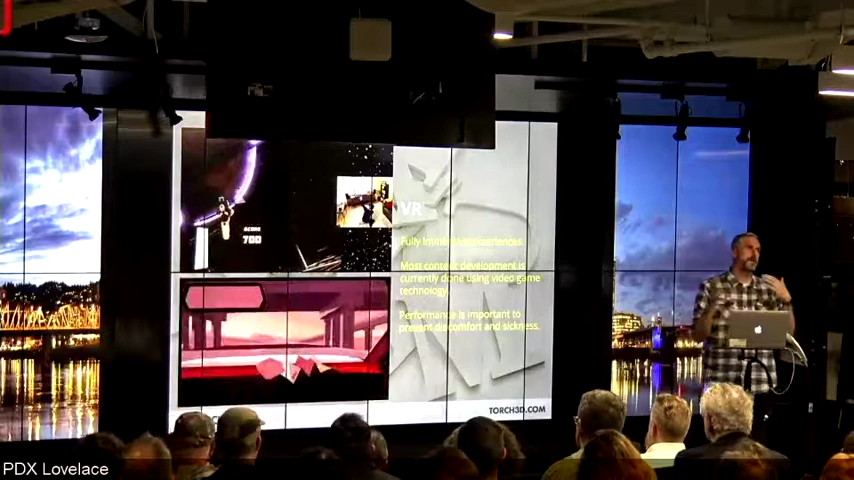 SCORE
700
VR
Fully immersive experiences.
Most content development is
currently done using video game
technology.
Performance is important to
prevent discomfort and sickness.
TORCH3D.COM
PDX Lovelace